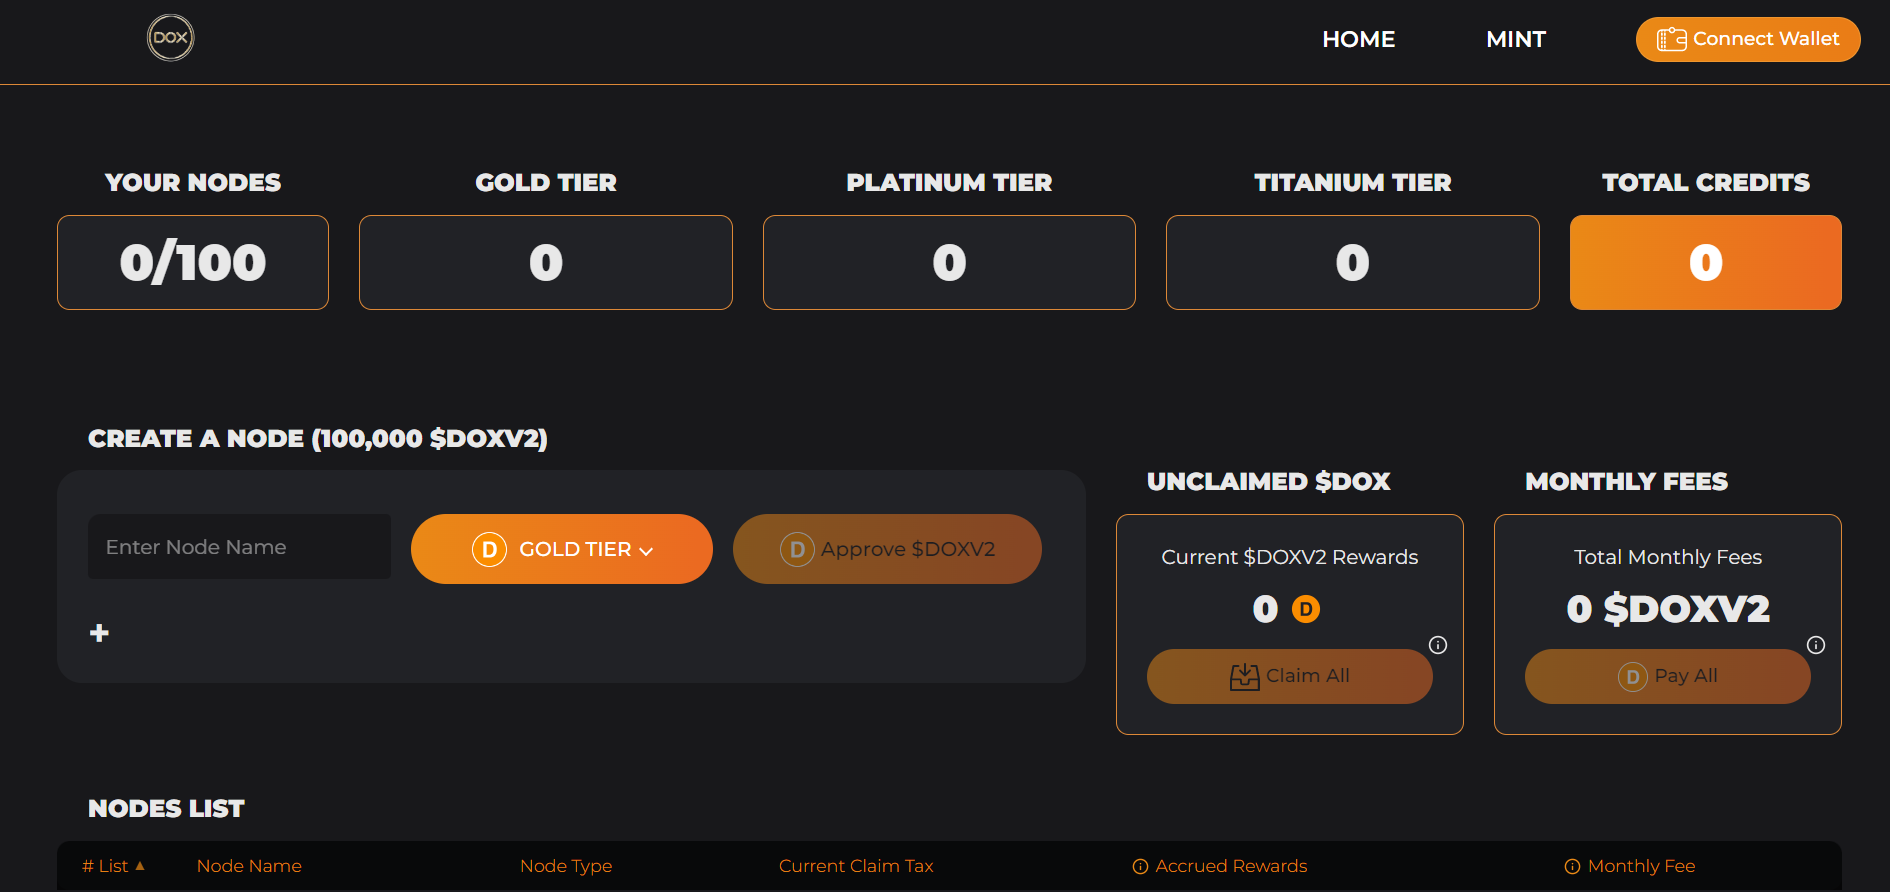 DOX
HOME
MINT
Connect Wallet
YOUR NODES
GOLD TIER
PLATINUM TIER
TITANIUM TIER
TOTAL CREDITS
0/100
0
0
0
0
CREATE A NODE (100,000 $DOXV2)
Enter Node Name
D GOLD TIER
D Approve $DOXV2
+
UNCLAIMED $DOX
Current $DOXV2 Rewards
0 D
Claim All
MONTHLY FEES
Total Monthly Fees
0 $DOXV2
D Pay All
NODES LIST
# List ▲
Node Name
Node Type
Current Claim Tax
Accrued Rewards
Monthly Fee